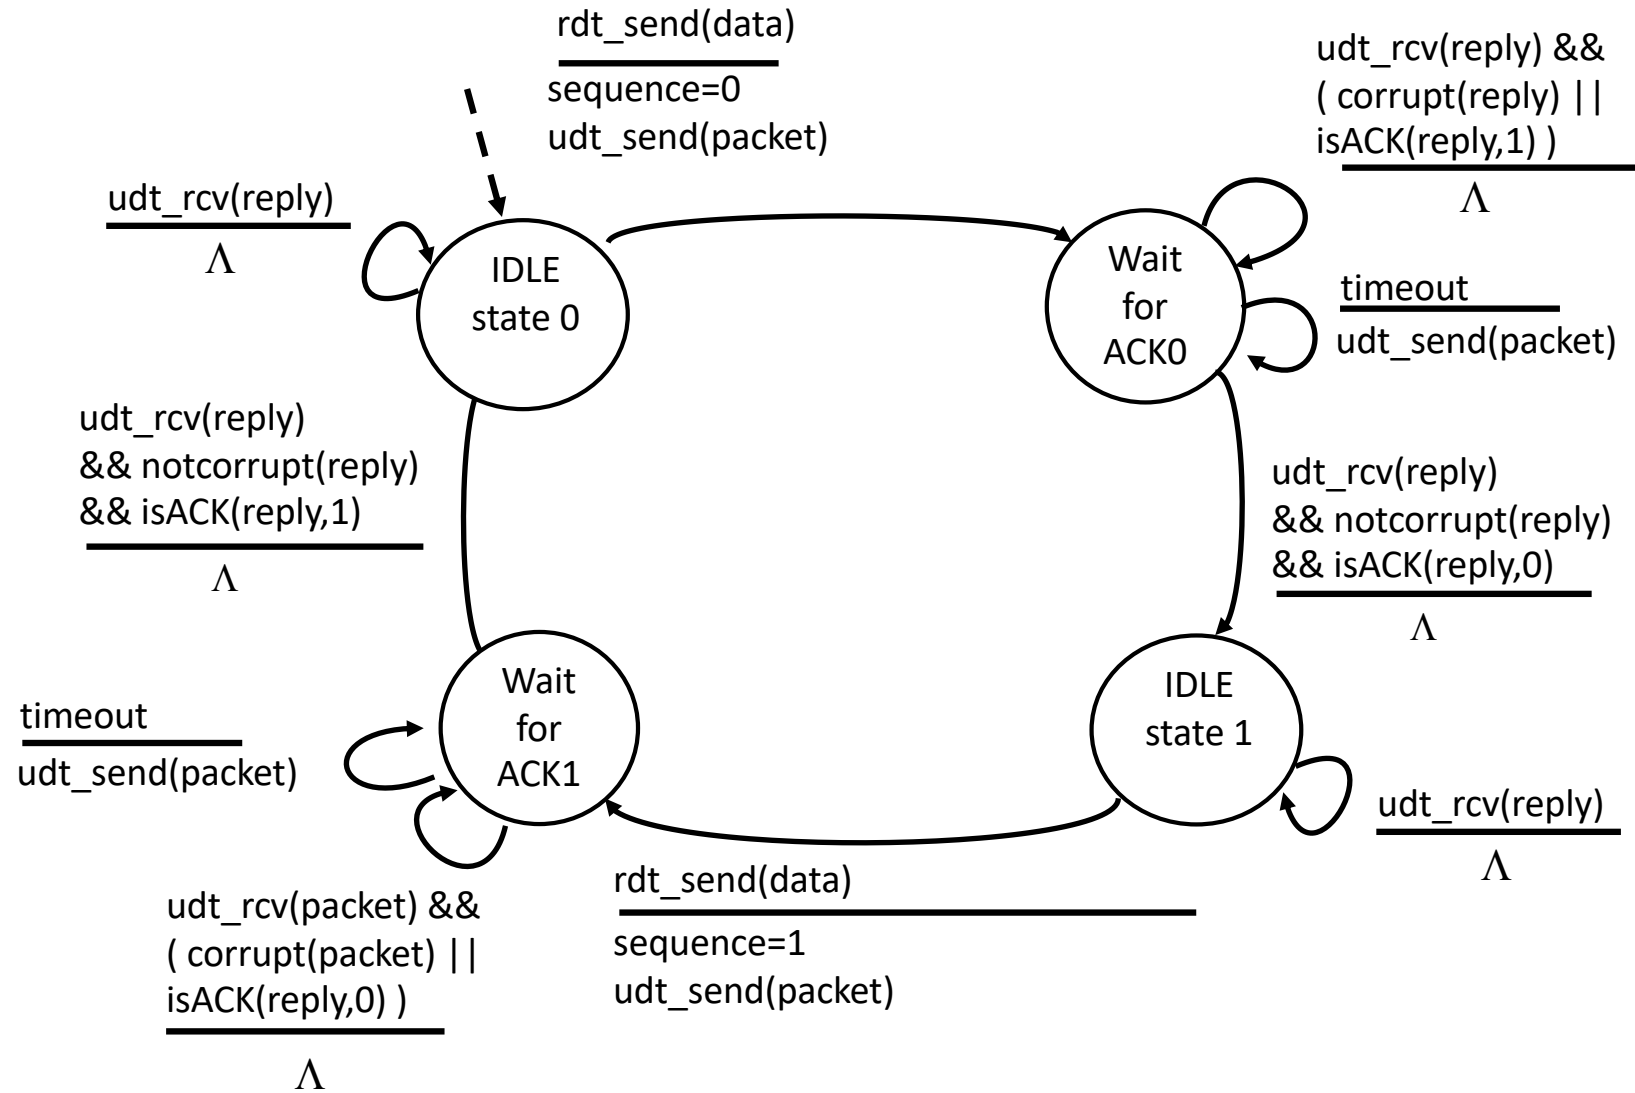 rdt_send(data)
sequence=0
udt_send(packet)
udt_rcv(reply) &&
( corrupt(reply) ||
isACK(reply,1) )
Λ
udt_rcv(reply)
Λ
IDLE
state 0
Wait
for
ACK0
timeout
udt_send(packet)
udt_rcv(reply)
&& notcorrupt(reply)
&& isACK(reply,1)
Λ
udt_rcv(reply)
&& notcorrupt(reply)
&& isACK(reply,0)
Λ
Wait
for
ACK1
IDLE
state 1
timeout
udt_send(packet)
udt_rcv(reply)
Λ
udt_rcv(packet) &&
( corrupt(packet) ||
isACK(reply,0) )
Λ
rdt_send(data)
sequence=1
udt_send(packet)